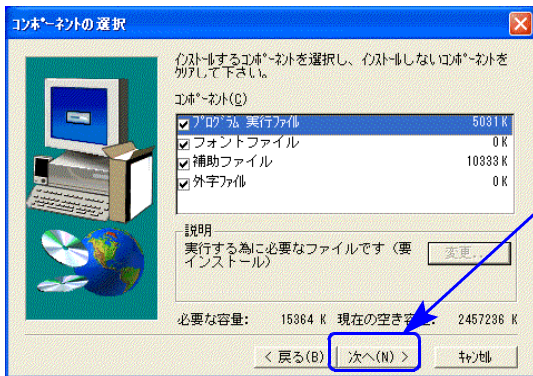 コンポーネントの選択
インストールするコンポーネントを選択し、インストールしないコンポーネントを
クリアして下さい。
コンポーネント(C)
プログラム 実行ファイル 5031 K
フォントファイル 0 K
補助ファイル 10333 K
外字ファイル 0 K
説明
実行する為に必要なファイルです（要
インストール）
変更...
必要な容量: 15364 K 現在の空き容量: 2457236 K
< 戻る(B) 次へ(N) > キャンセル